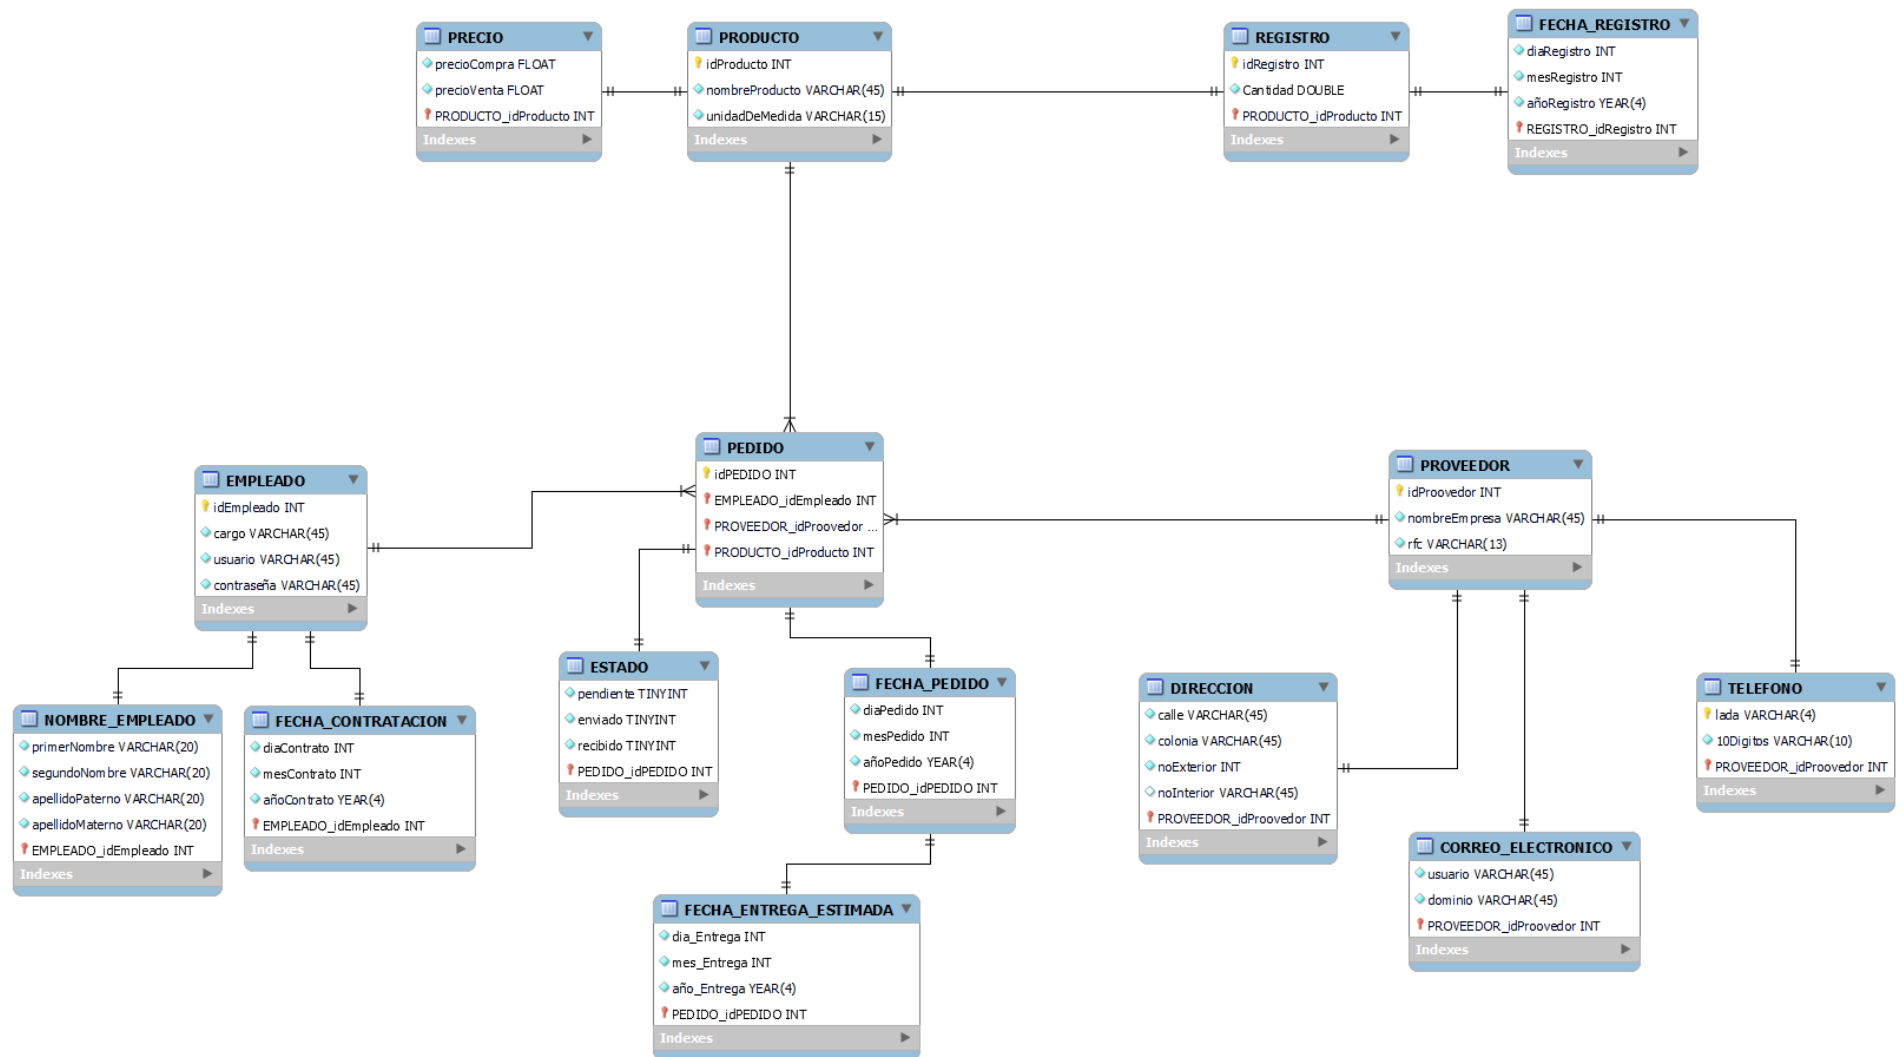 PRECIO
precioCompra FLOAT
precioVenta FLOAT
PRODUCTO_idProducto INT
Indexes
PRODUCTO
idProducto INT
nombreProducto VARCHAR(45)
unidadDeMedida VARCHAR(15)
Indexes
REGISTRO
idRegistro INT
Cantidad DOUBLE
PRODUCTO_idProducto INT
Indexes
FECHA_REGISTRO
diaRegistro INT
mesRegistro INT
añoRegistro YEAR(4)
REGISTRO_idRegistro INT
Indexes
EMPLEADO
idEmpleado INT
cargo VARCHAR(45)
usuario VARCHAR(45)
contraseña VARCHAR(45)
Indexes
PEDIDO
idPEDIDO INT
EMPLEADO_idEmpleado INT
PROVEEDOR_idProovedor ...
PRODUCTO_idProducto INT
Indexes
PROVEEDOR
idProovedor INT
nombreEmpresa VARCHAR(45)
rfc VARCHAR(13)
Indexes
NOMBRE_EMPLEADO
primerNombre VARCHAR(20)
segundoNombre VARCHAR(20)
apellidoPaterno VARCHAR(20)
apellidoMaterno VARCHAR(20)
EMPLEADO_idEmpleado INT
Indexes
FECHA_CONTRATACION
diaContrato INT
mesContrato INT
añoContrato YEAR(4)
EMPLEADO_idEmpleado INT
Indexes
ESTADO
pendiente TINYINT
enviado TINYINT
recibido TINYINT
PEDIDO_idPEDIDO INT
Indexes
FECHA_PEDIDO
diaPedido INT
mesPedido INT
añoPedido YEAR(4)
PEDIDO_idPEDIDO INT
Indexes
DIRECCION
calle VARCHAR(45)
colonia VARCHAR(45)
noExterior INT
noInterior VARCHAR(45)
PROVEEDOR_idProovedor INT
Indexes
TELEFONO
lada VARCHAR(4)
10Digitos VARCHAR(10)
PROVEEDOR_idProovedor INT
Indexes
CORREO_ELECTRONICO
usuario VARCHAR(45)
dominio VARCHAR(45)
PROVEEDOR_idProovedor INT
Indexes
FECHA_ENTREGA_ESTIMADA
dia_Entrega INT
mes_Entrega INT
año_Entrega YEAR(4)
PEDIDO_idPEDIDO INT
Indexes